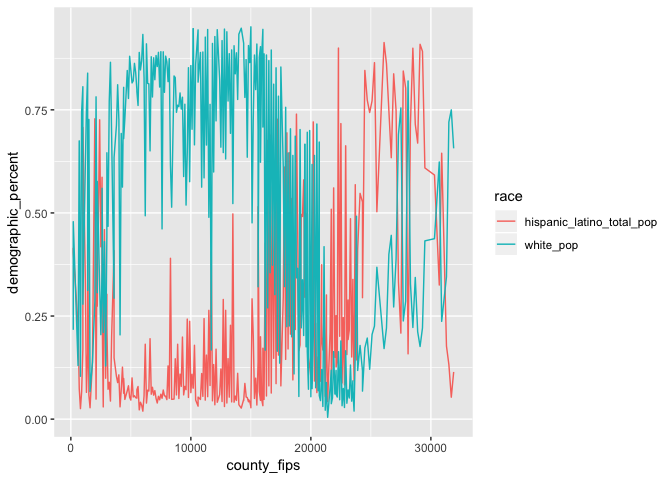 0.75
0.50
0.25
0.00
demographic_percent
0
10000
20000
30000
county_fips
race
hispanic_latino_total_pop
white_pop